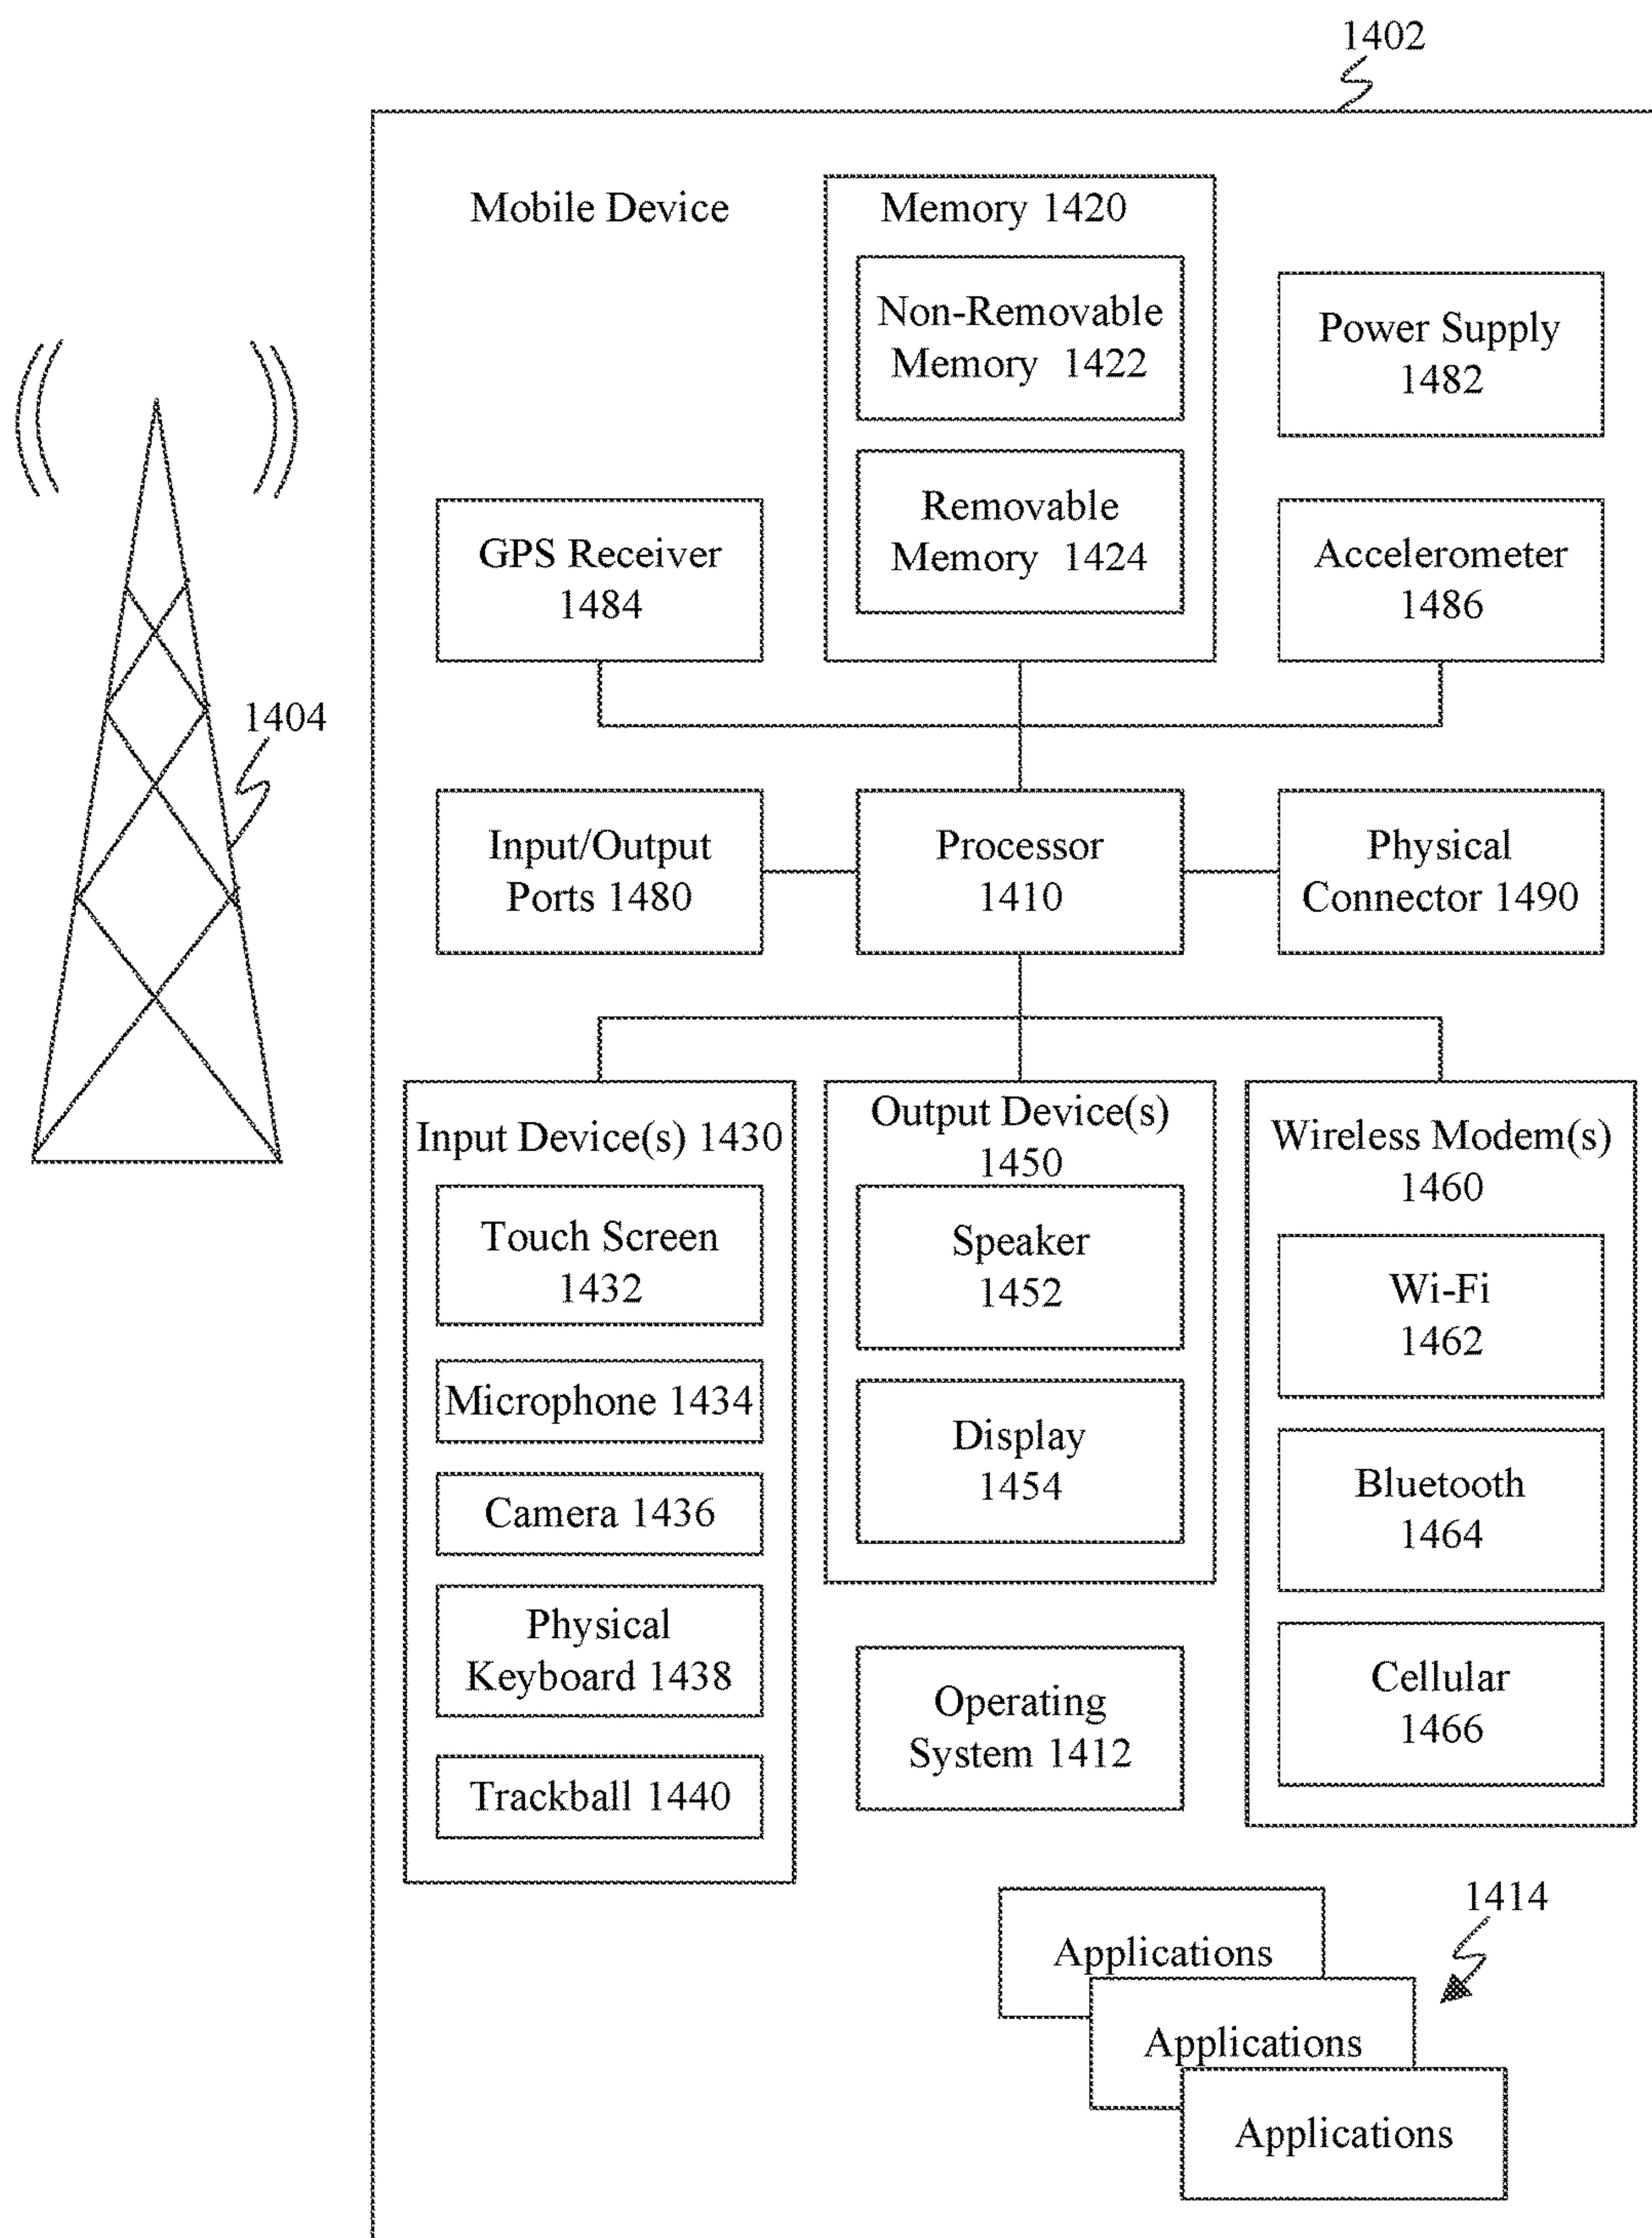 1402
Mobile Device
Memory 1420
Non-Removable
Memory 1422
Power Supply
1482
Removable
Memory 1424
GPS Receiver
1484
Accelerometer
1486
1404
Input/Output
Ports 1480
Processor
1410
Physical
Connector 1490
Input Device(s) 1430
Touch Screen
1432
Microphone 1434
Camera 1436
Physical
Keyboard 1438
Trackball 1440
Output Device(s)
1450
Speaker
1452
Display
1454
Operating
System 1412
Wireless Modem(s)
1460
Wi-Fi
1462
Bluetooth
1464
Cellular
1466
1414
Applications
Applications
Applications